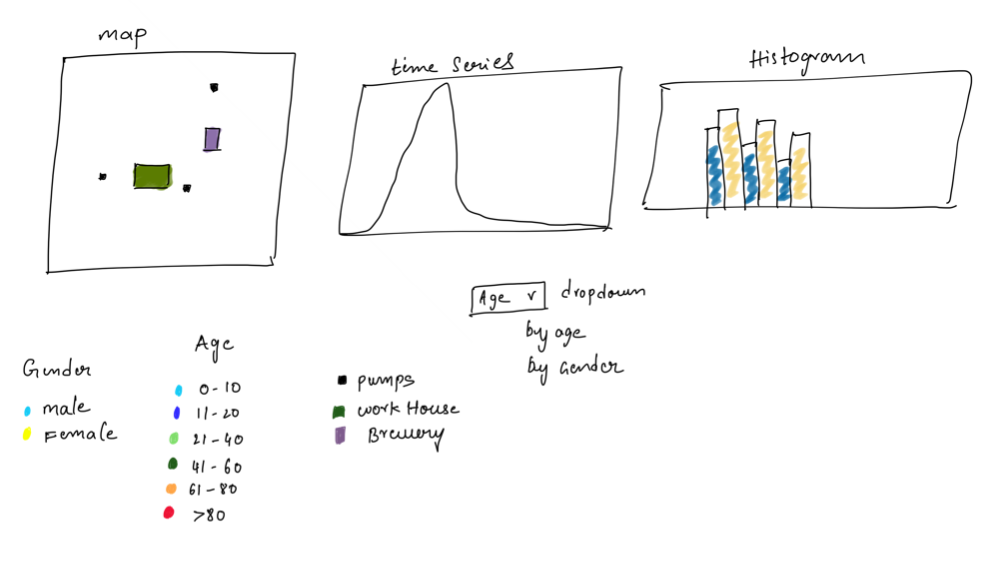 map
time Series
Histogram
Age v dropdown
by age
by Gender
Gender
male
Female
Age
0-10
11-20
21-40
41-60
61-80
>80
pumps
work House
Brewery